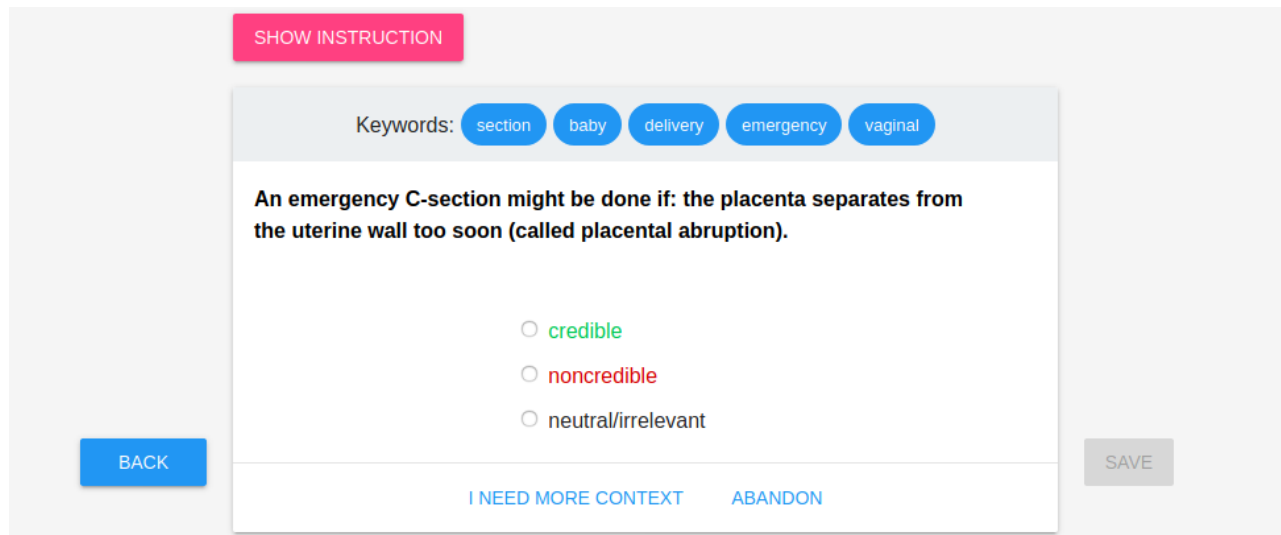 SHOW INSTRUCTION
Keywords: section baby delivery emergency vaginal
An emergency C-section might be done if: the placenta separates from
the uterine wall too soon (called placental abruption).
credible
noncredible
neutral/irrelevant
BACK
SAVE
I NEED MORE CONTEXT ABANDON